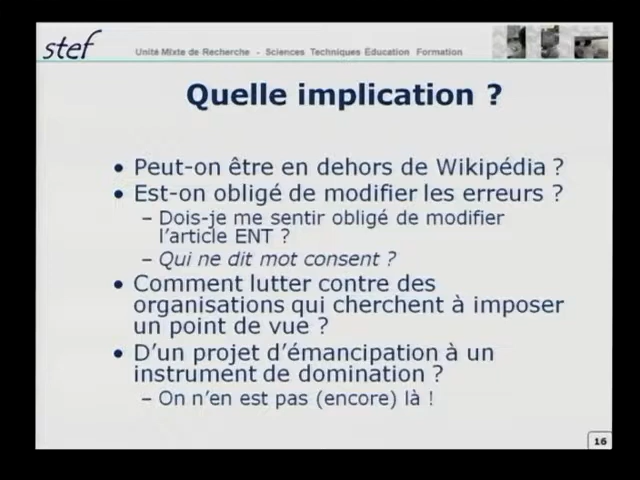 stef
Unité Mixte de Recherche - Sciences Techniques Education Formation
Quelle implication ?
• Peut-on être en dehors de Wikipédia ?
• Est-on obligé de modifier les erreurs ?
– Dois-je me sentir obligé de modifier
l’article ENT ?
– Qui ne dit mot consent ?
• Comment lutter contre des
organisations qui cherchent à imposer
un point de vue ?
• D’un projet d’émancipation à un
instrument de domination ?
– On n’en est pas (encore) là !
16